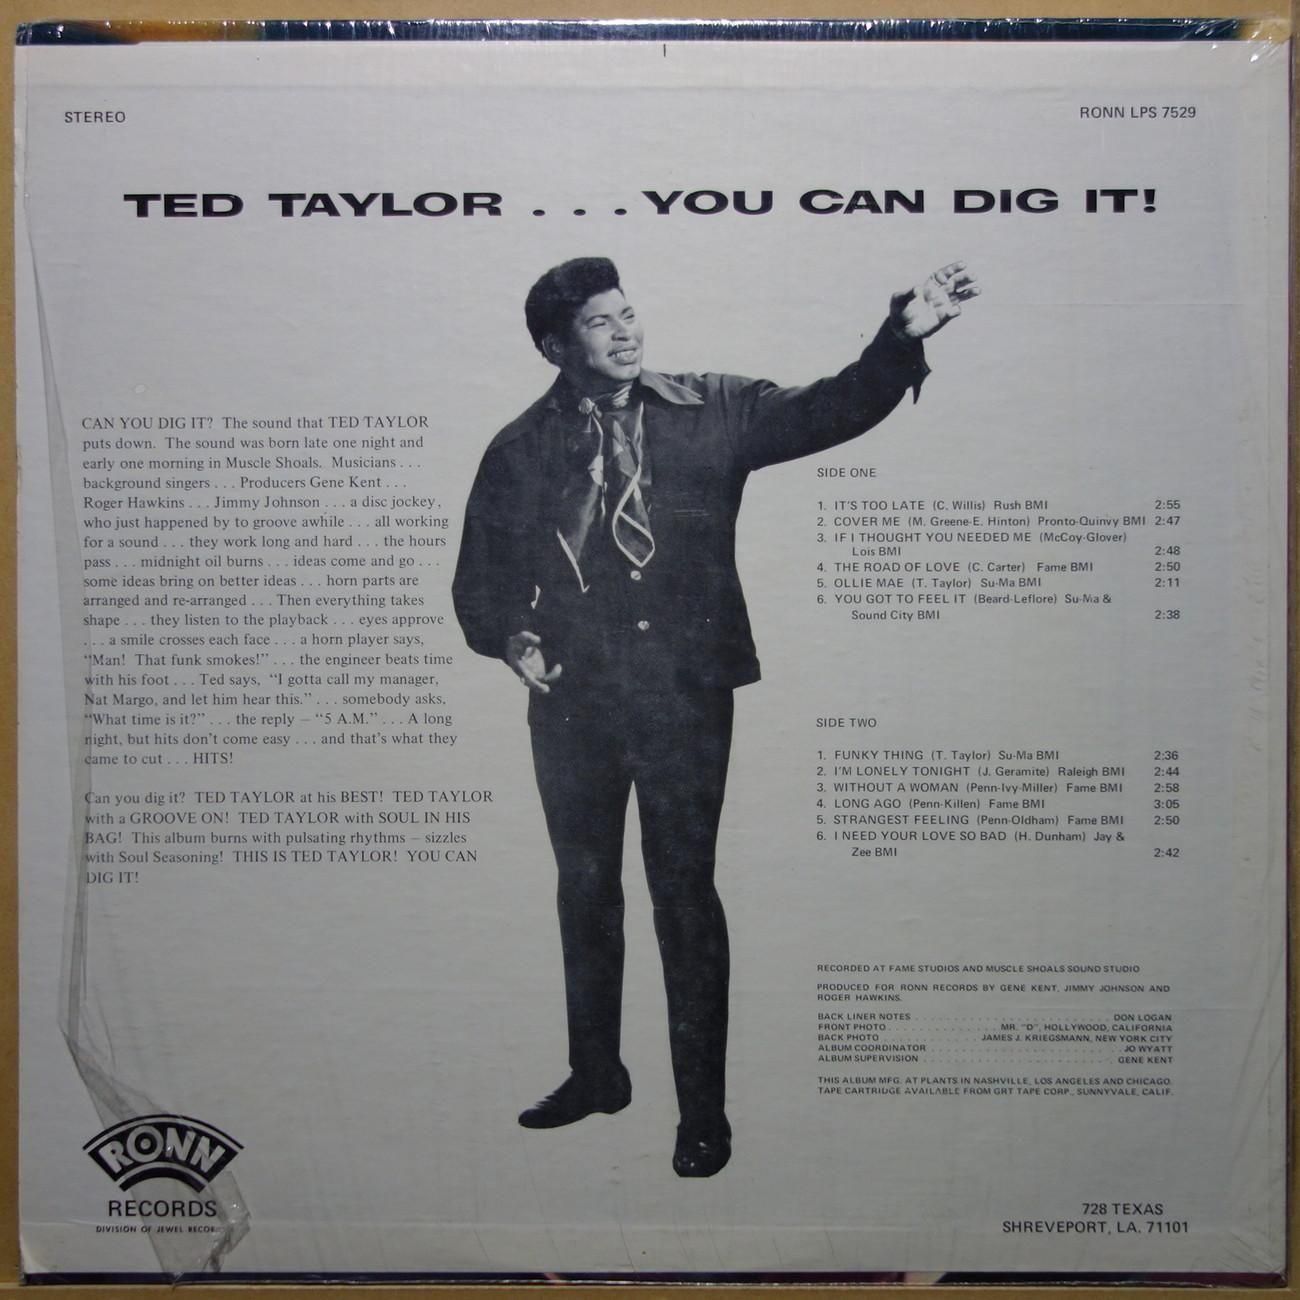 STEREO
RONN LPS 7529
TED TAYLOR . . . YOU CAN DIG IT!
CAN YOU DIG IT? The sound that TED TAYLOR
puts down. The sound was born late one night and
early one morning in Muscle Shoals. Musicians . . .
background singers . . . Producers Gene Kent . . .
Roger Hawkins . . . Jimmy Johnson . . . a disc jockey,
who just happened by to groove awhile . . . all working
for a sound . . . they work long and hard . . . the hours
pass . . . midnight oil burns . . . ideas come and go . . .
some ideas bring on better ideas . . . horn parts are
arranged and re-arranged . . . Then everything takes
shape . . . they listen to the playback . . . eyes approve
. . . a smile crosses each face . . . a horn player says,
“Man! That funk smokes!” . . . the engineer beats time
with his foot . . . Ted says, “I gotta call my manager,
Nat Margo, and let him hear this.” . . . somebody asks,
“What time is it?” . . . the reply – “5 A.M.” . . . A long
night, but hits don’t come easy . . . and that’s what they
came to cut . . . HITS!
Can you dig it? TED TAYLOR at his BEST! TED TAYLOR
with a GROOVE ON! TED TAYLOR with SOUL IN HIS
BAG! This album burns with pulsating rhythms – sizzles
with Soul Seasoning! THIS IS TED TAYLOR! YOU CAN
DIG IT!
SIDE ONE
1. IT'S TOO LATE (C. Willis) Rush BMI 2:55
2. COVER ME (M. Greene-E. Hinton) Pronto-Quinvy BMI 2:47
3. IF I THOUGHT YOU NEEDED ME (McCoy-Glover)
Lois BMI 2:48
4. THE ROAD OF LOVE (C. Carter) Fame BMI 2:50
5. OLLIE MAE (T. Taylor) Su-Ma BMI 2:11
6. YOU GOT TO FEEL IT (Beard-Leflore) Su-Ma &
Sound City BMI 2:38
SIDE TWO
1. FUNKY THING (T. Taylor) Su-Ma BMI 2:36
2. I'M LONELY TONIGHT (J. Geramite) Raleigh BMI 2:44
3. WITHOUT A WOMAN (Penn-Ivy-Miller) Fame BMI 2:58
4. LONG AGO (Penn-Killen) Fame BMI 3:05
5. STRANGEST FEELING (Penn-Oldham) Fame BMI 2:50
6. I NEED YOUR LOVE SO BAD (H. Dunham) Jay &
Zee BMI 2:42
RECORDED AT FAME STUDIOS AND MUSCLE SHOALS SOUND STUDIO
PRODUCED FOR RONN RECORDS BY GENE KENT, JIMMY JOHNSON AND
ROGER HAWKINS.
BACK LINER NOTES . . . . . . . . . . DON LOGAN
FRONT PHOTO . . . . . . . . . . MR. "D", HOLLYWOOD, CALIFORNIA
BACK PHOTO . . . . . . . . . . JAMES J. KRIEGSMANN, NEW YORK CITY
ALBUM COORDINATOR . . . . . . . . . . JO WYATT
ALBUM SUPERVISION . . . . . . . . . . GENE KENT
THIS ALBUM MFG. AT PLANTS IN NASHVILLE, LOS ANGELES AND CHICAGO.
TAPE CARTRIDGE AVAILABLE FROM GRT TAPE CORP., SUNNYVALE, CALIF.
RONN
RECORDS
DIVISION OF JEWEL
728 TEXAS
SHREVEPORT, LA. 71101